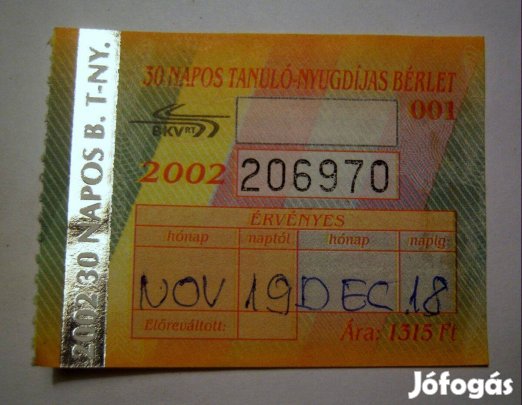 2002 30 NAPOS B. T-NY.
30 NAPOS TANULÓ-NYUGDÍJAS BÉRLET
001
BKV RT
2002 206970
ÉRVÉNYES
hónap naptól hónap napig
NOV 19 DEC. 18
Előreváltott: Ára: 1315 Ft
Jófogás